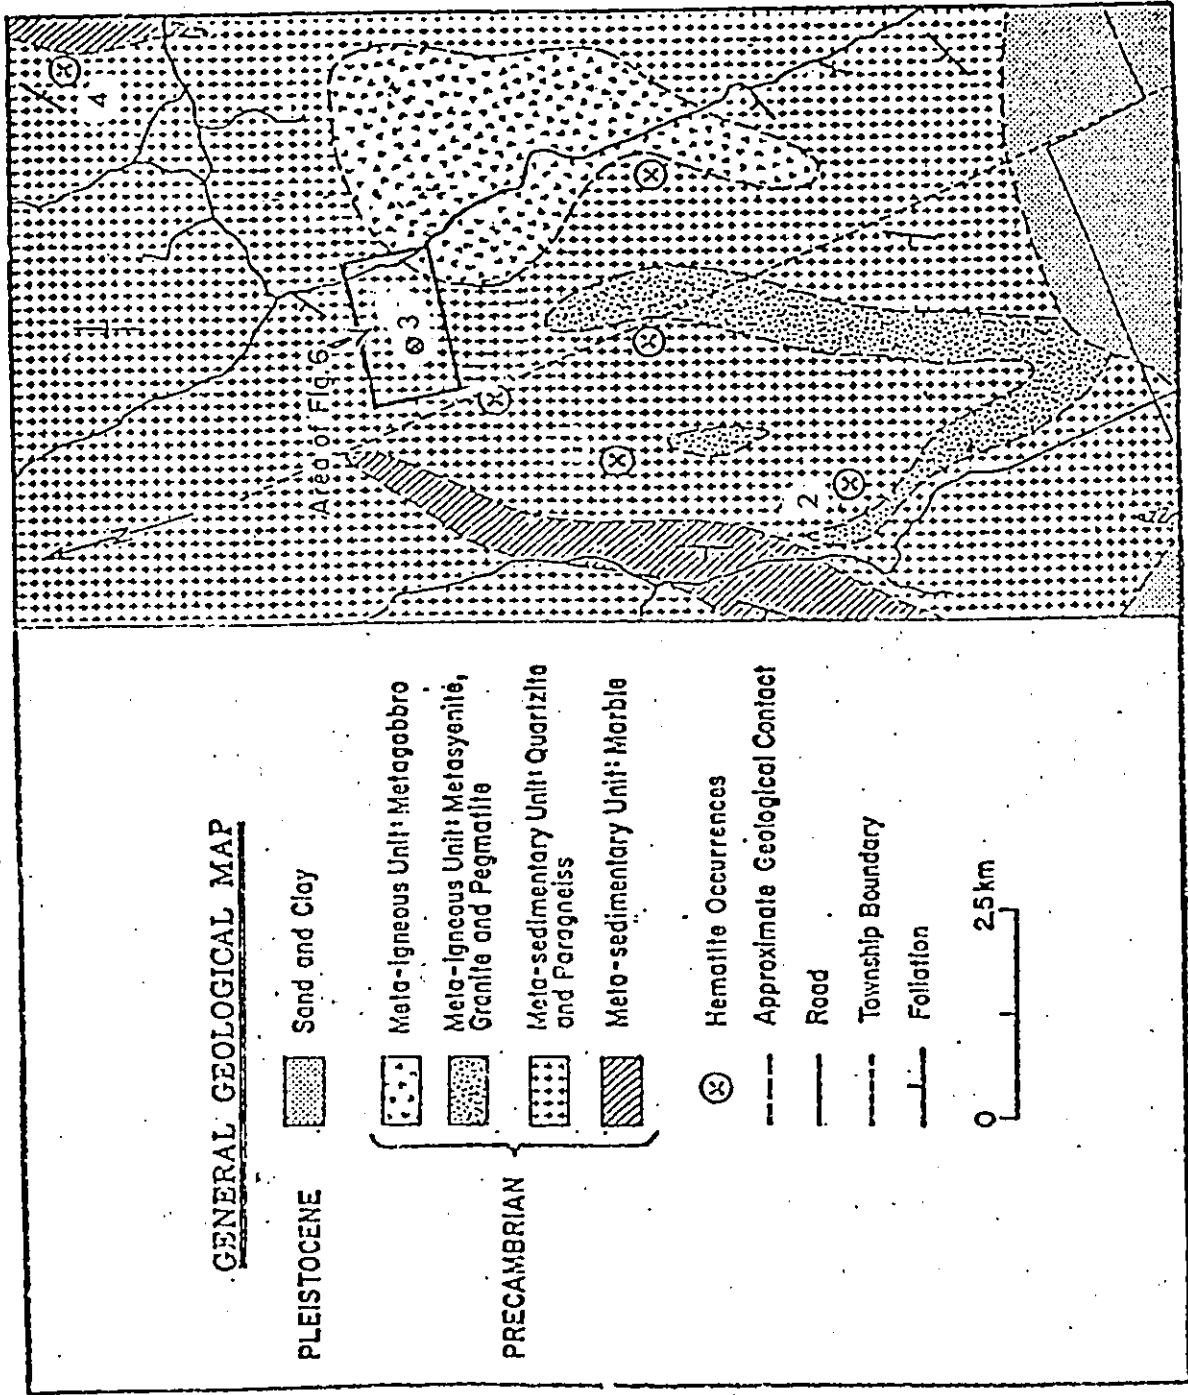 GENERAL GEOLOGICAL MAP
PLEISTOCENE
Sand and Clay
PRECAMBRIAN
Meta-igneous Unit: Metagabbro
Meta-igneous Unit: Metasyenite,
Granite and Pegmatite
Meta-sedimentary Unit: Quartzite
and Paragneiss
Meta-sedimentary Unit: Marble
Hematite Occurrences
Approximate Geological Contact
Road
Township Boundary
Foliation
0
2.5 km
Area of Fig. 6
2
3
4